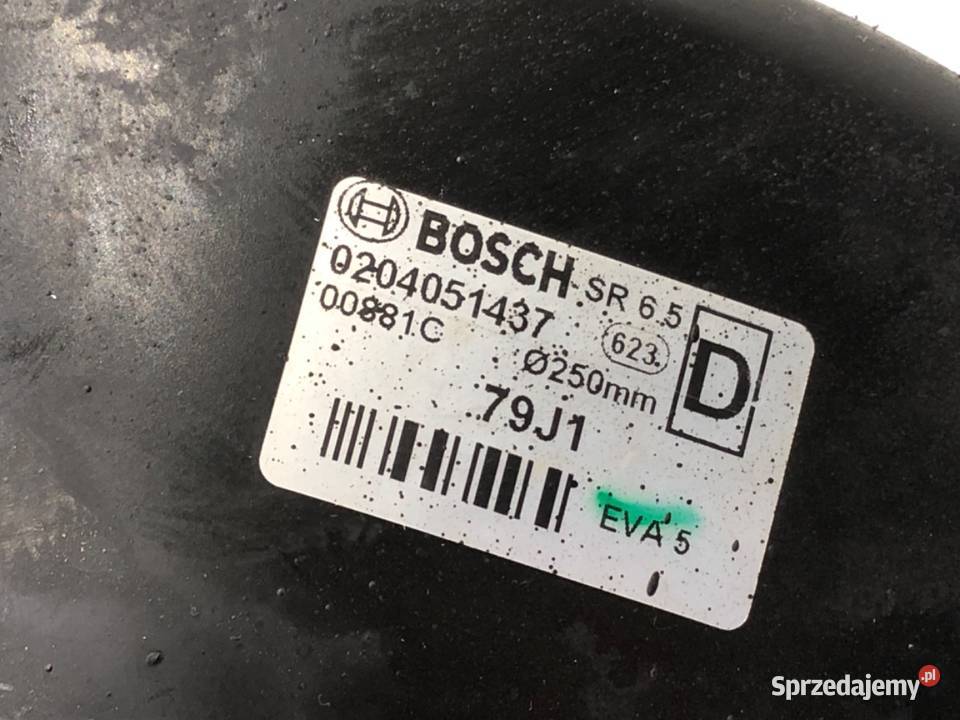 BOSCH SR 6.5
0204051437
00881C
623
Ø250mm
D
79J1
EVA 5
Sprzedajemy.pl